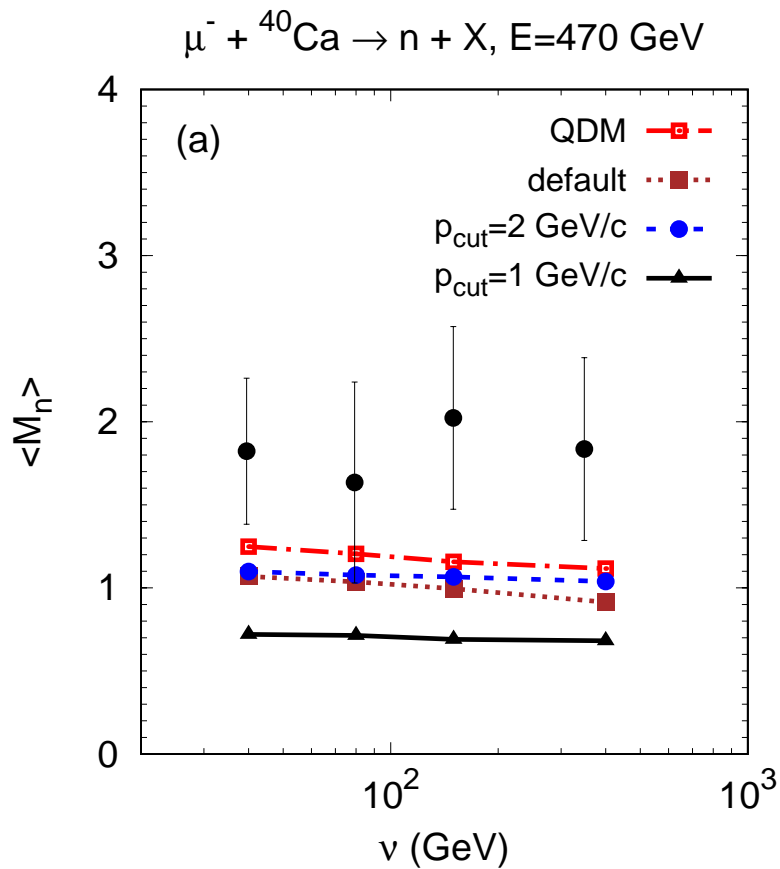 μ⁻ + ⁴⁰Ca → n + X, E=470 GeV
(a)
QDM
default
p_cut=2 GeV/c
p_cut=1 GeV/c
4
3
2
1
0
<M_n>
10²
10³
ν (GeV)